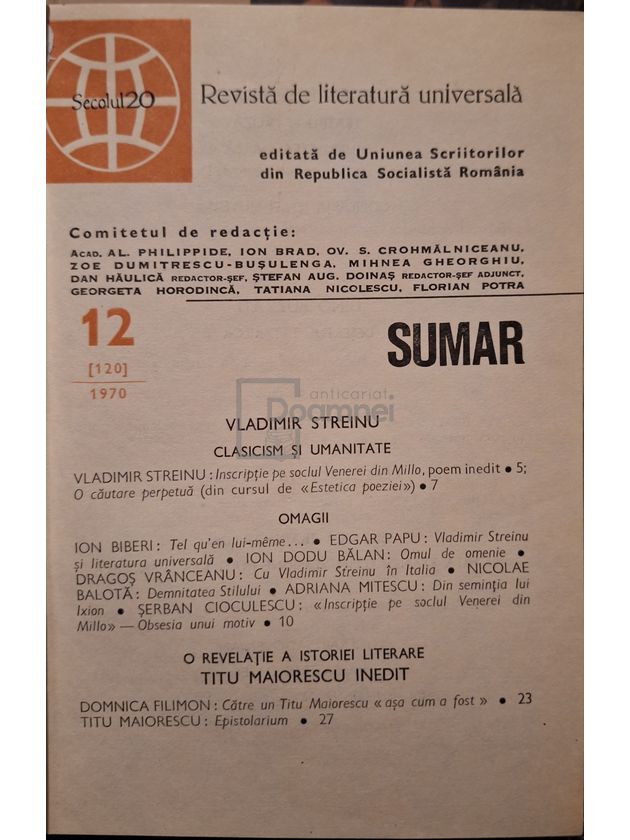 Secolul 20
Revistă de literatură universală
editată de Uniunea Scriitorilor
din Republica Socialistă România
Comitetul de redacție:
ACAD. AL. PHILIPPIDE, ION BRAD, OV. S. CROHMĂLNICEANU,
ZOE DUMITRESCU-BUȘULENGA, MIHNEA GHEORGHIU,
DAN HĂULICĂ REDACTOR-ȘEF, ȘTEFAN AUG. DOINAȘ REDACTOR-ȘEF ADJUNCT,
GEORGETA HORODINCĂ, TATIANA NICOLESCU, FLORIAN POTRA
12
[120]
1970
SUMAR
anticariat
Doamnei
VLADIMIR STREINU
CLASICISM ȘI UMANITATE
VLADIMIR STREINU : Inscripție pe soclul Venerei din Millo, poem inedit • 5;
O căutare perpetuă (din cursul de «Estetica poeziei») • 7
OMAGII
ION BIBERI : Tel qu'en lui-même... • EDGAR PAPU : Vladimir Streinu
și literatura universală • ION DODU BĂLAN : Omul de omenie •
DRAGOȘ VRÂNCEANU : Cu Vladimir Streinu în Italia • NICOLAE
BALOTĂ : Demnitatea Stilului • ADRIANA MITESCU : Din seminția lui
Ixion • ȘERBAN CIOCULESCU : «Inscripție pe soclul Venerei din
Millo» — Obsesia unui motiv • 10
O REVELAȚIE A ISTORIEI LITERARE
TITU MAIORESCU INEDIT
DOMNICA FILIMON : Către un Titu Maiorescu « așa cum a fost » • 23
TITU MAIORESCU : Epistolarium • 27